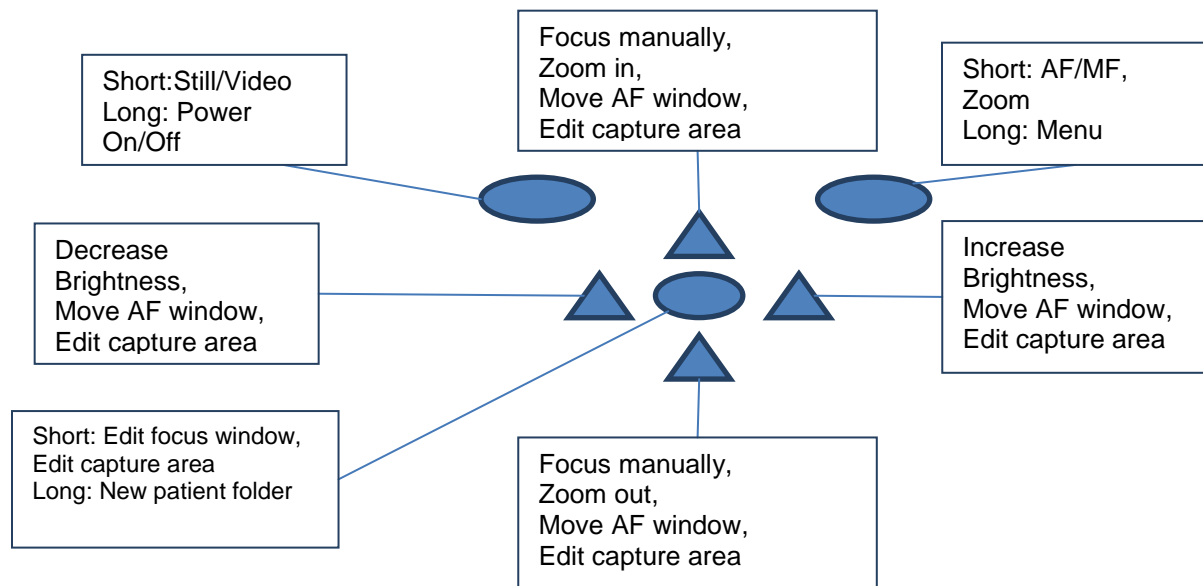 Short:Still/Video
Long: Power
On/Off
Focus manually,
Zoom in,
Move AF window,
Edit capture area
Short: AF/MF,
Zoom
Long: Menu
Decrease
Brightness,
Move AF window,
Edit capture area
Increase
Brightness,
Move AF window,
Edit capture area
Short: Edit focus window,
Edit capture area
Long: New patient folder
Focus manually,
Zoom out,
Move AF window,
Edit capture area